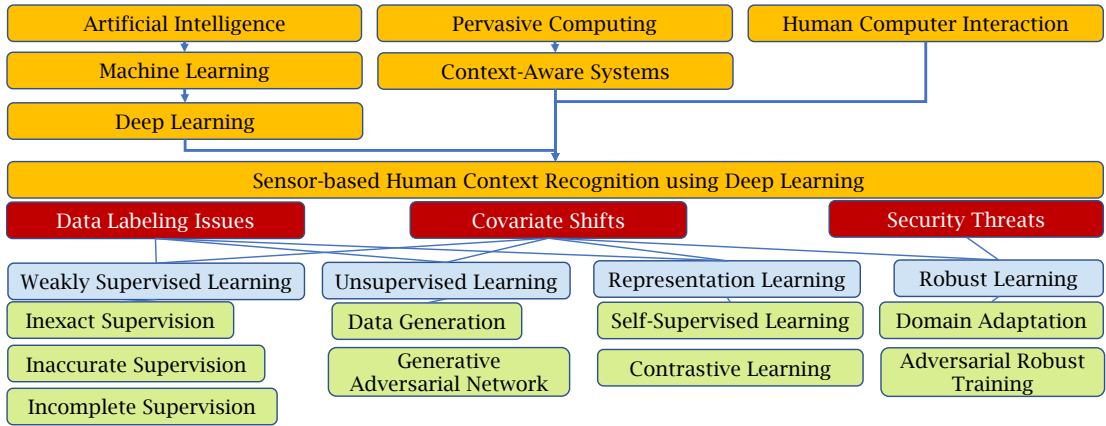 Artificial Intelligence
Pervasive Computing
Human Computer Interaction
Machine Learning
Context-Aware Systems
Deep Learning
Sensor-based Human Context Recognition using Deep Learning
Data Labeling Issues
Covariate Shifts
Security Threats
Weakly Supervised Learning
Unsupervised Learning
Representation Learning
Robust Learning
Inexact Supervision
Data Generation
Self-Supervised Learning
Domain Adaptation
Inaccurate Supervision
Generative
Adversarial Network
Contrastive Learning
Adversarial Robust
Training
Incomplete Supervision